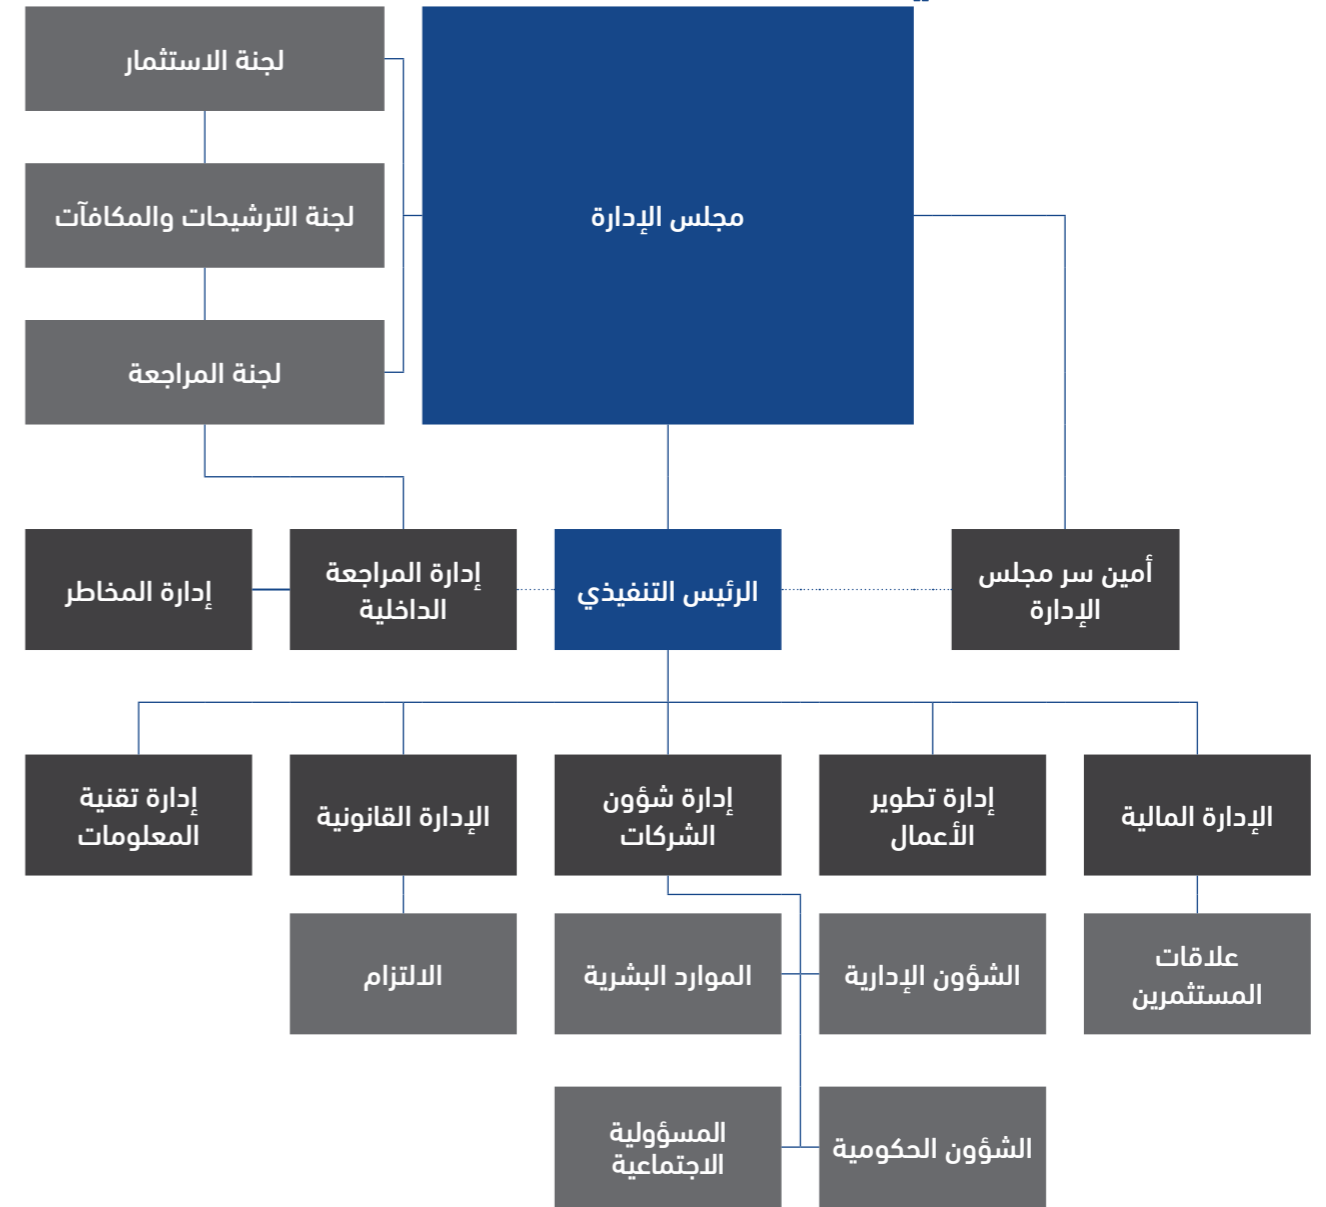 مجلس الإدارة
لجنة الاستثمار
لجنة الترشيحات والمكافآت
لجنة المراجعة
أمين سر مجلس
الإدارة
الرئيس التنفيذي
إدارة المراجعة
الداخلية
إدارة المخاطر
الإدارة المالية
إدارة تطوير
الأعمال
إدارة شؤون
الشركات
الإدارة القانونية
إدارة تقنية
المعلومات
علاقات
المستثمرين
الشؤون الإدارية
الموارد البشرية
الالتزام
الشؤون الحكومية
المسؤولية
الاجتماعية